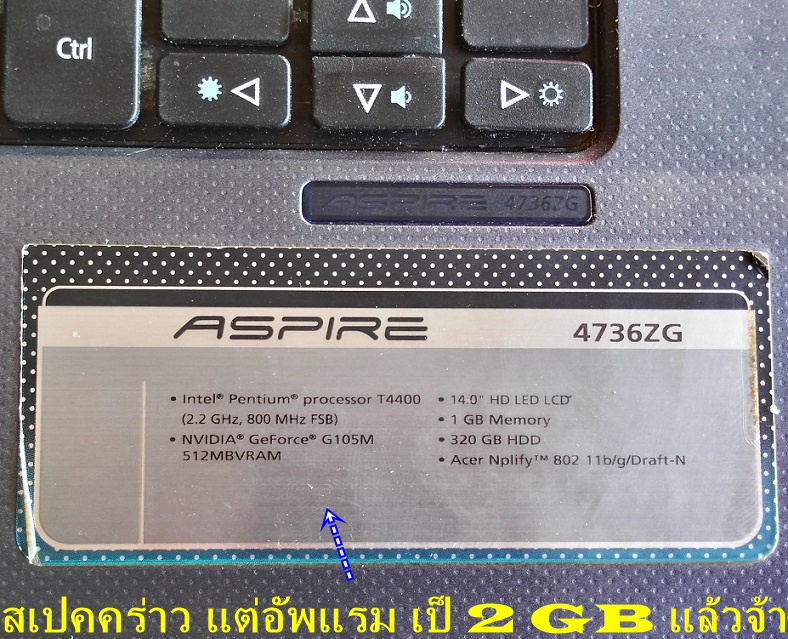 Ctrl
ASPIRE 4736ZG
ASPIRE 4736ZG
• Intel® Pentium® processor T4400
(2.2 GHz, 800 MHz FSB)
• NVIDIA® GeForce® G105M
512MBVRAM
• 14.0" HD LED LCD
• 1 GB Memory
• 320 GB HDD
• Acer Nplify™ 802.11b/g/Draft-N
สเปคคร่าว แต่อัพแรม เป็ 2 GB แล้วจ้า